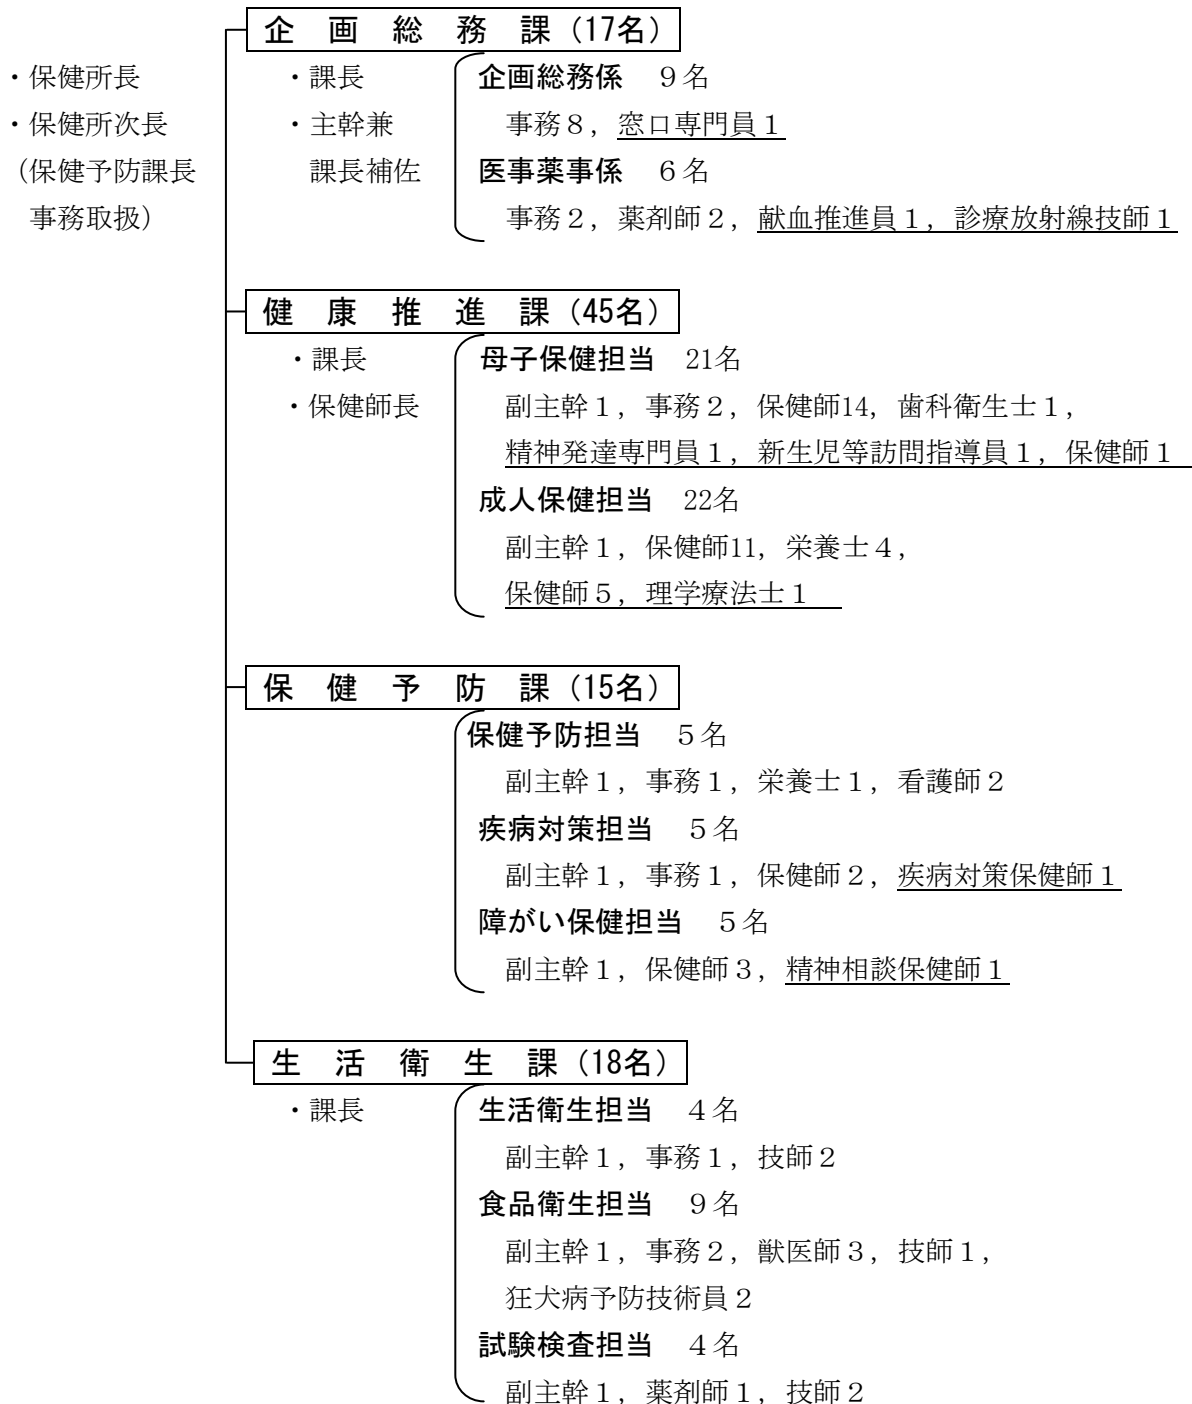 企画総務課（17名）
・保健所長
・保健所次長
（保健予防課長
事務取扱）
・課長
・主幹兼
課長補佐
企画総務係　９名
事務８，窓口専門員１
医事薬事係　６名
事務２，薬剤師２，献血推進員１，診療放射線技師１
健康推進課（45名）
・課長
・保健師長
母子保健担当　21名
副主幹１，事務２，保健師14，歯科衛生士１，
精神発達専門員１，新生児等訪問指導員１，保健師１
成人保健担当　22名
副主幹１，保健師11，栄養士４，
保健師５，理学療法士１
保健予防課（15名）
保健予防担当　５名
副主幹１，事務１，栄養士１，看護師２
疾病対策担当　５名
副主幹１，事務１，保健師２，疾病対策保健師１
障がい保健担当　５名
副主幹１，保健師３，精神相談保健師１
生活衛生課（18名）
・課長
生活衛生担当　４名
副主幹１，事務１，技師２
食品衛生担当　９名
副主幹１，事務２，獣医師３，技師１，
狂犬病予防技術員２
試験検査担当　４名
副主幹１，薬剤師１，技師２